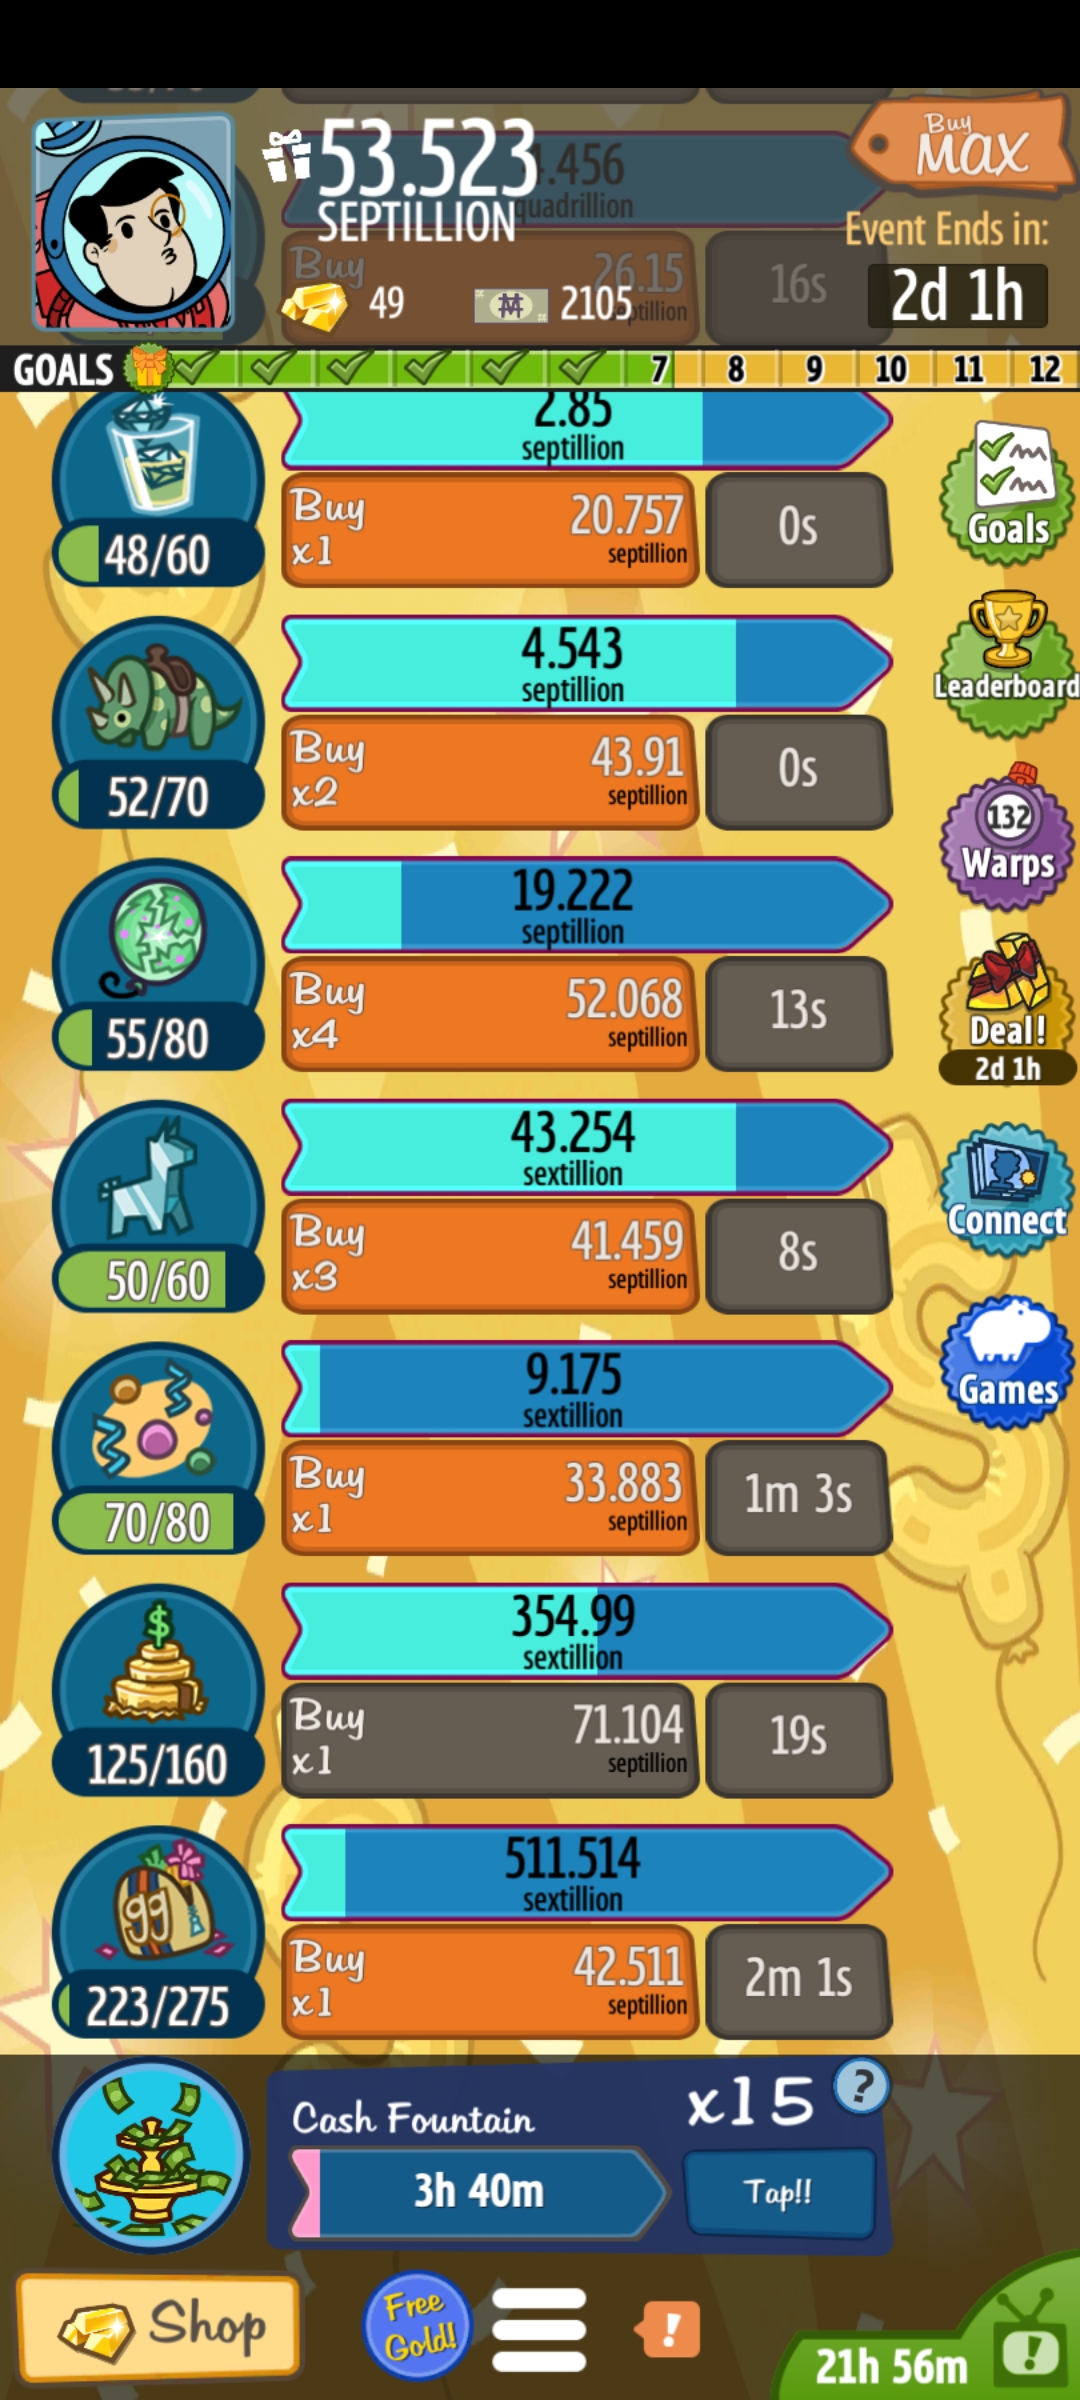 53.523
SEPTILLION
49
2105
Buy
MAX
Event Ends in:
2d 1h
.456
quadrillion
Buy
26.15
septillion
16s
GOALS
7 8 9 10 11 12
2.85
septillion
48/60
Buy
x1
20.757
septillion
0s
Goals
4.543
septillion
52/70
Buy
x2
43.91
septillion
0s
Leaderboard
19.222
septillion
55/80
Buy
x4
52.068
septillion
13s
132
Warps
Deal!
2d 1h
43.254
sextillion
50/60
Buy
x3
41.459
septillion
8s
Connect
9.175
sextillion
70/80
Buy
x1
33.883
septillion
1m 3s
Games
$
354.99
sextillion
125/160
Buy
x1
71.104
septillion
19s
gg
511.514
sextillion
223/275
Buy
x1
42.511
septillion
2m 1s
Cash Fountain
x15
?
3h 40m
Tap!!
Shop
Free
Gold!
!
21h 56m
!